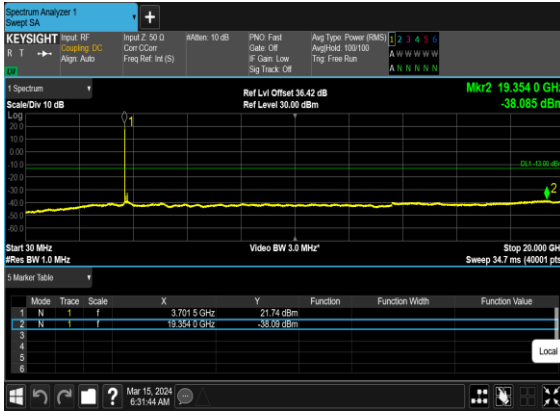 Spectrum Analyzer 1
Swept SA
+
KEYSIGHT Input: RF Input Z: 50 Ω #Atten: 10 dB PNO: Fast Avg Type: Power (RMS) 1 2 3 4 5 6
R T Coupling: DC Corr CCorr Gate: Off Avg|Hold: 100/100 A W W W W W
Align: Auto Freq Ref: Int (S) IF Gain: Low Trig: Free Run
Sig Track: Off A N N N N N
1 Spectrum Ref Lvl Offset 36.42 dB Mkr2 19.354 0 GHz
Scale/Div 10 dB Ref Level 30.00 dBm -38.085 dBm
Log
20.0
10.0
0.00
-10.0
-20.0
-30.0
-40.0
-50.0
-60.0
1
DL1 -13.00 dBm
2
Start 30 MHz Video BW 3.0 MHz* Stop 20.000 GHz
#Res BW 1.0 MHz Sweep 34.7 ms (40001 pts)
5 Marker Table
Mode Trace Scale X Y Function Function Width Function Value
1 N 1 f 3.701 5 GHz 21.74 dBm
2 N 1 f 19.354 0 GHz -38.09 dBm
3
4
5
6
Local
? Mar 15, 2024
6:31:44 AM